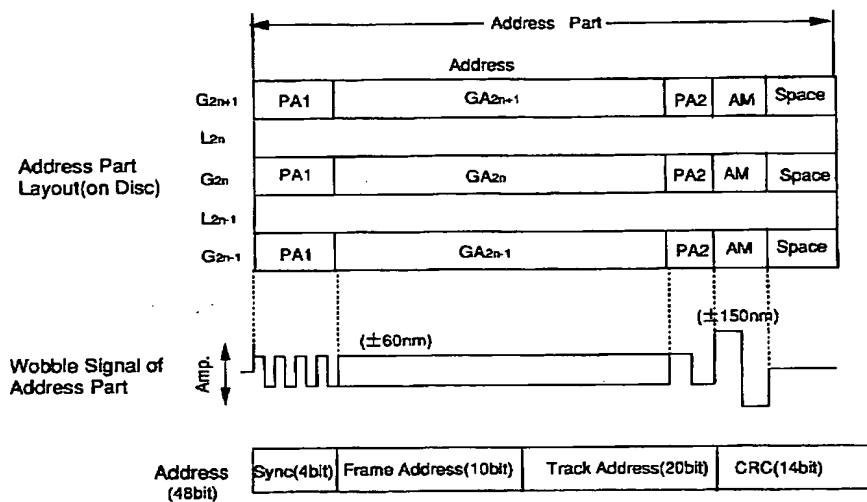 Address Part
Address
G2n+1 PA1 GA2n+1 PA2 AM Space
L2n
Address Part
Layout(on Disc)
G2n PA1 GA2n PA2 AM Space
L2n-1
G2n-1 PA1 GA2n-1 PA2 AM Space
(±60nm) (±150nm)
Wobble Signal of
Address Part
Amp.
Address
(48bit)
Sync(4bit) Frame Address(10bit) Track Address(20bit) CRC(14bit)